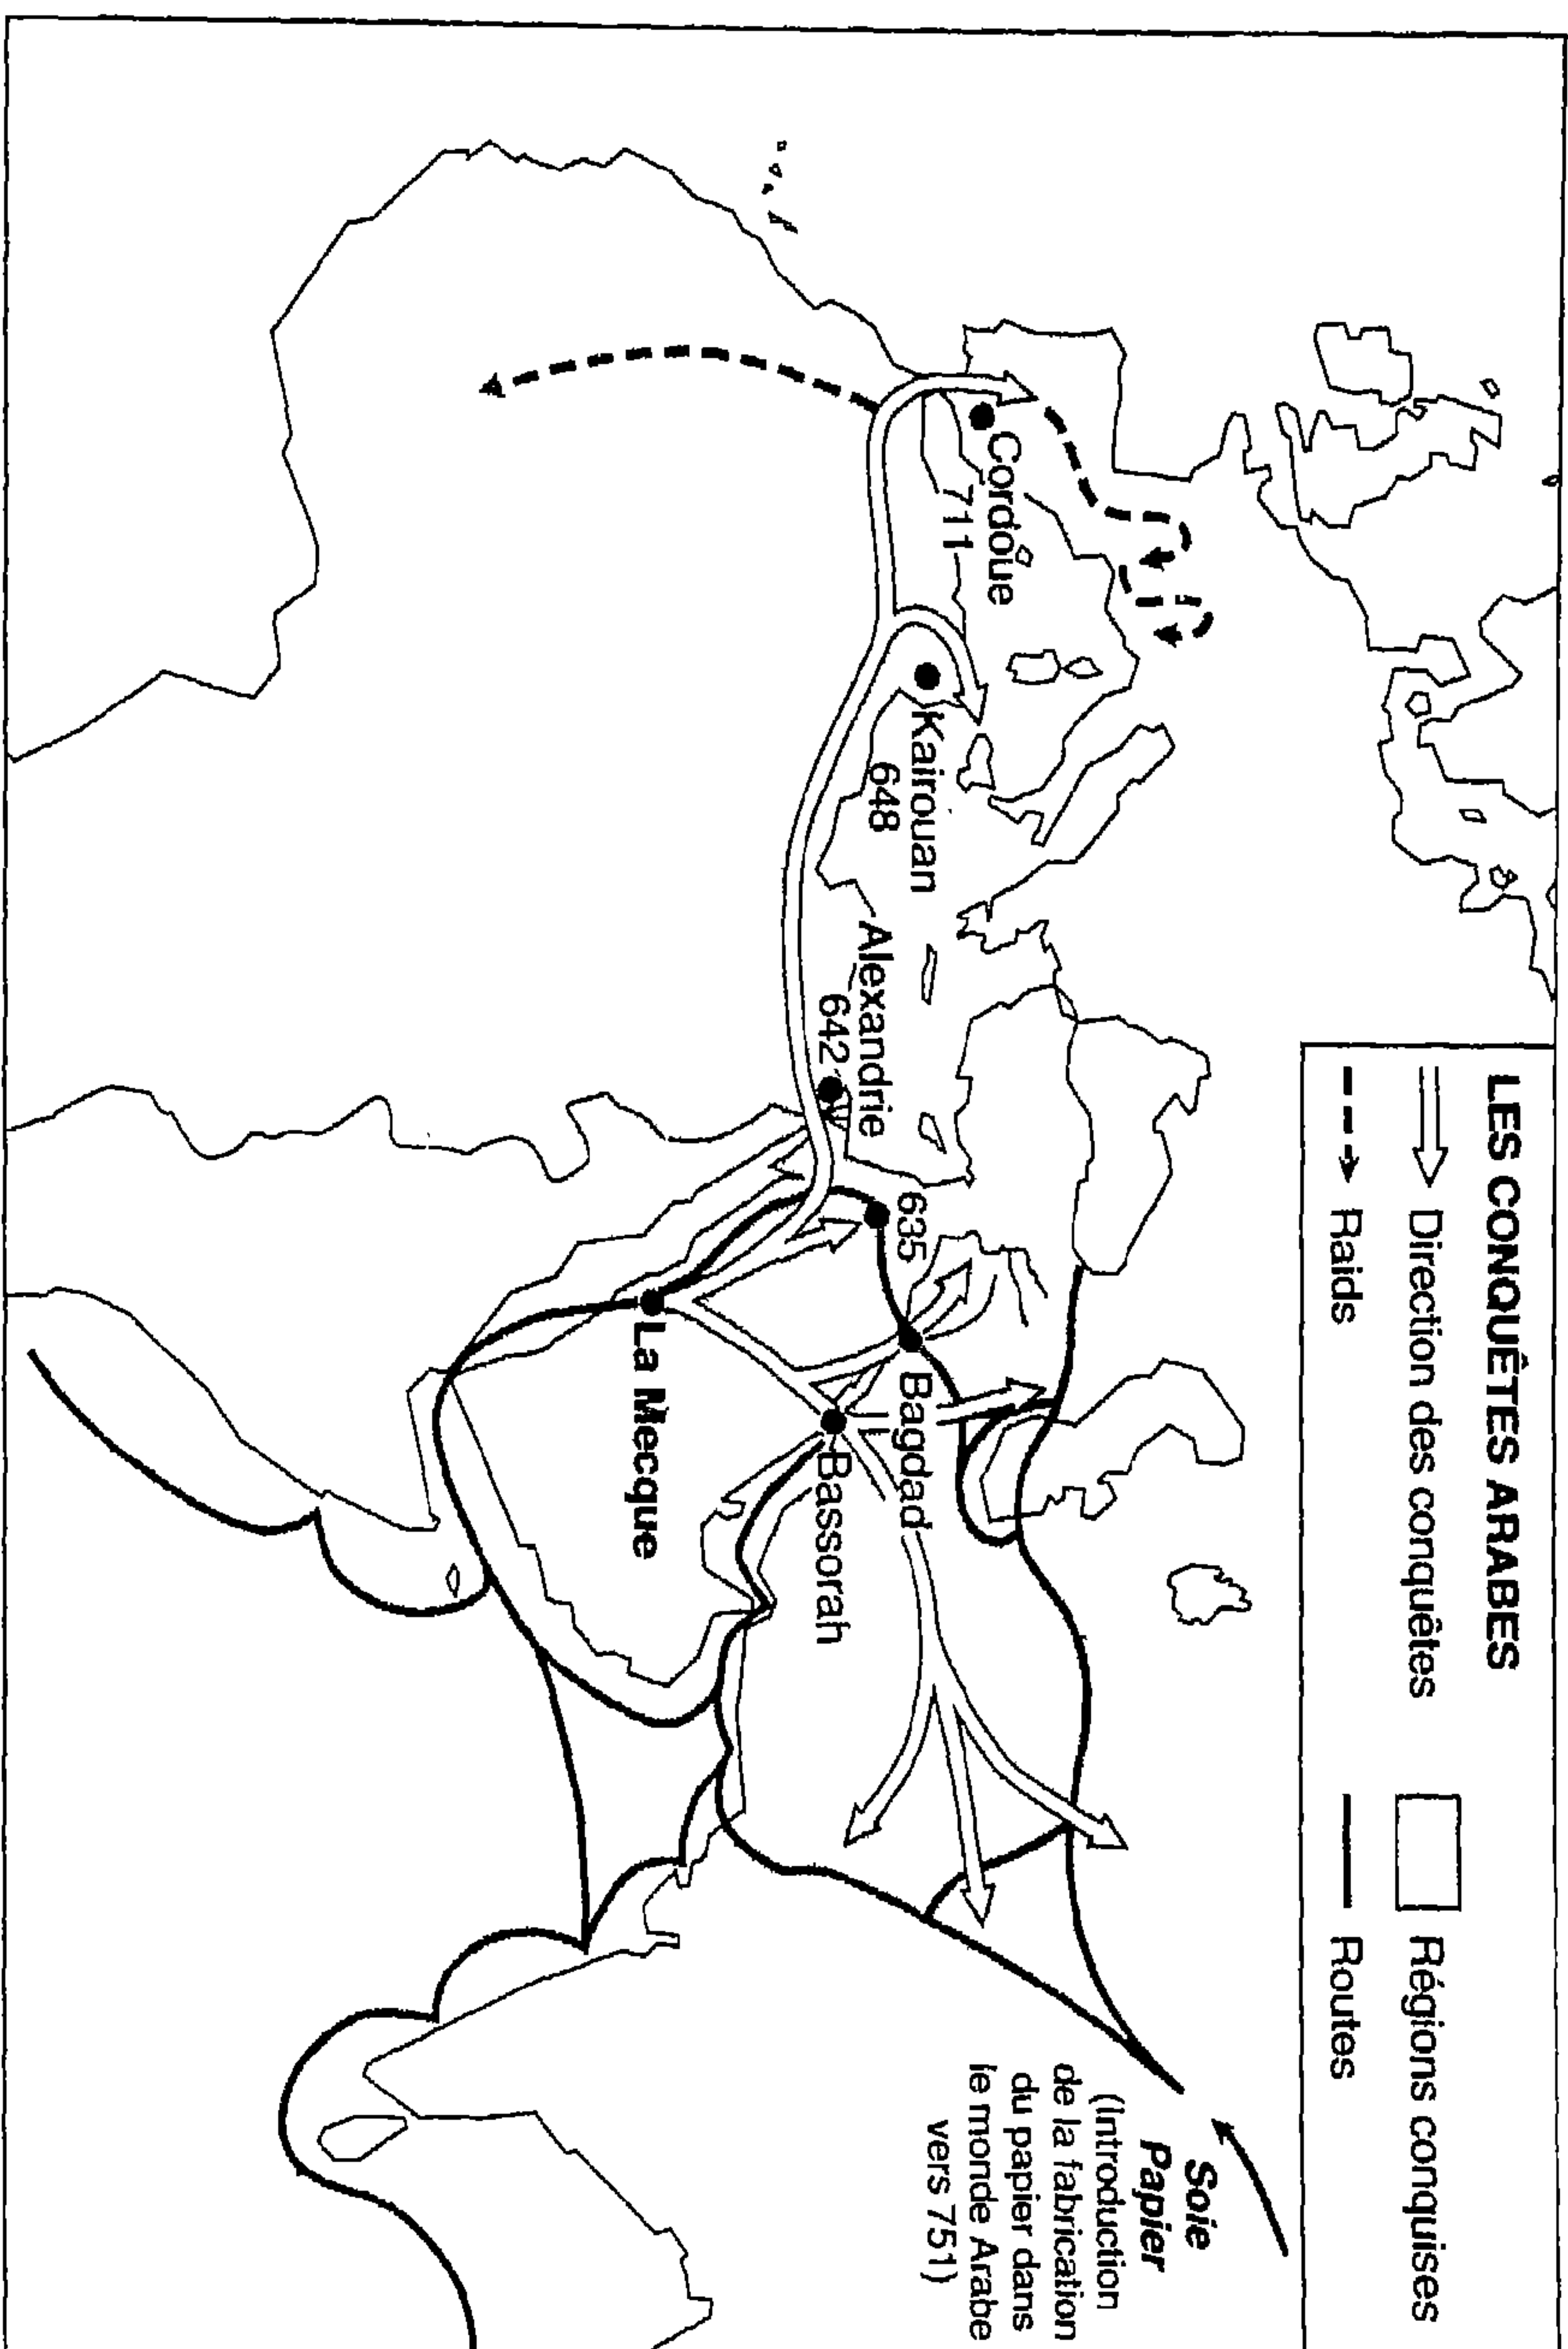 LES CONQUÊTES ARABES
Direction des conquêtes
Régions conquises
Raids
Routes
Soie
Papier
(Introduction
de la fabrication
du papier dans
le monde Arabe
vers 751)
Cordoue
711
Kairouan
648
Alexandrie
642
635
Bagdad
Bassorah
La Mecque